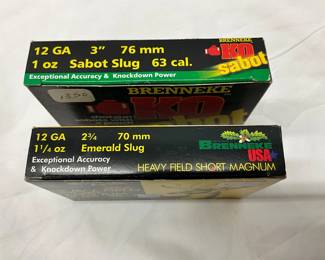 12 GA 3" 76 mm
1 oz Sabot Slug 63 cal.
Exceptional Accuracy & Knockdown Power
KO
sabot
BRENNEKE
KO
sabot
12 GA 2¾ 70 mm
1¼ oz Emerald Slug
Exceptional Accuracy
& Knockdown Power
BRENNEKE
USA
HEAVY FIELD SHORT MAGNUM